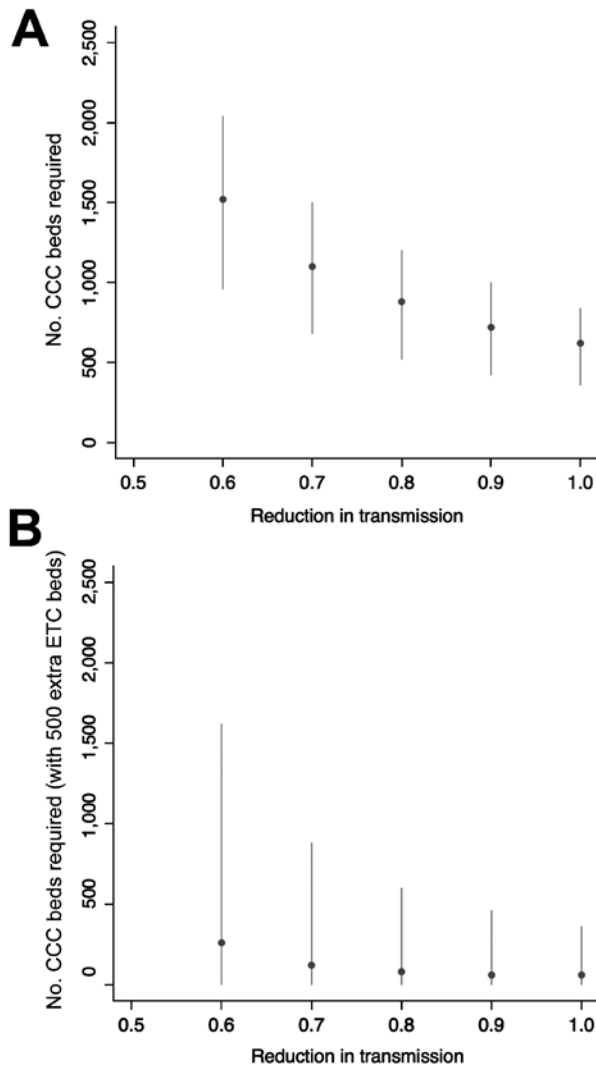 A
No. CCC beds required
2,500
2,000
1,500
1,000
500
0
0.5 0.6 0.7 0.8 0.9 1.0
Reduction in transmission
B
No. CCC beds required (with 500 extra ETC beds)
2,500
2,000
1,500
1,000
500
0
0.5 0.6 0.7 0.8 0.9 1.0
Reduction in transmission